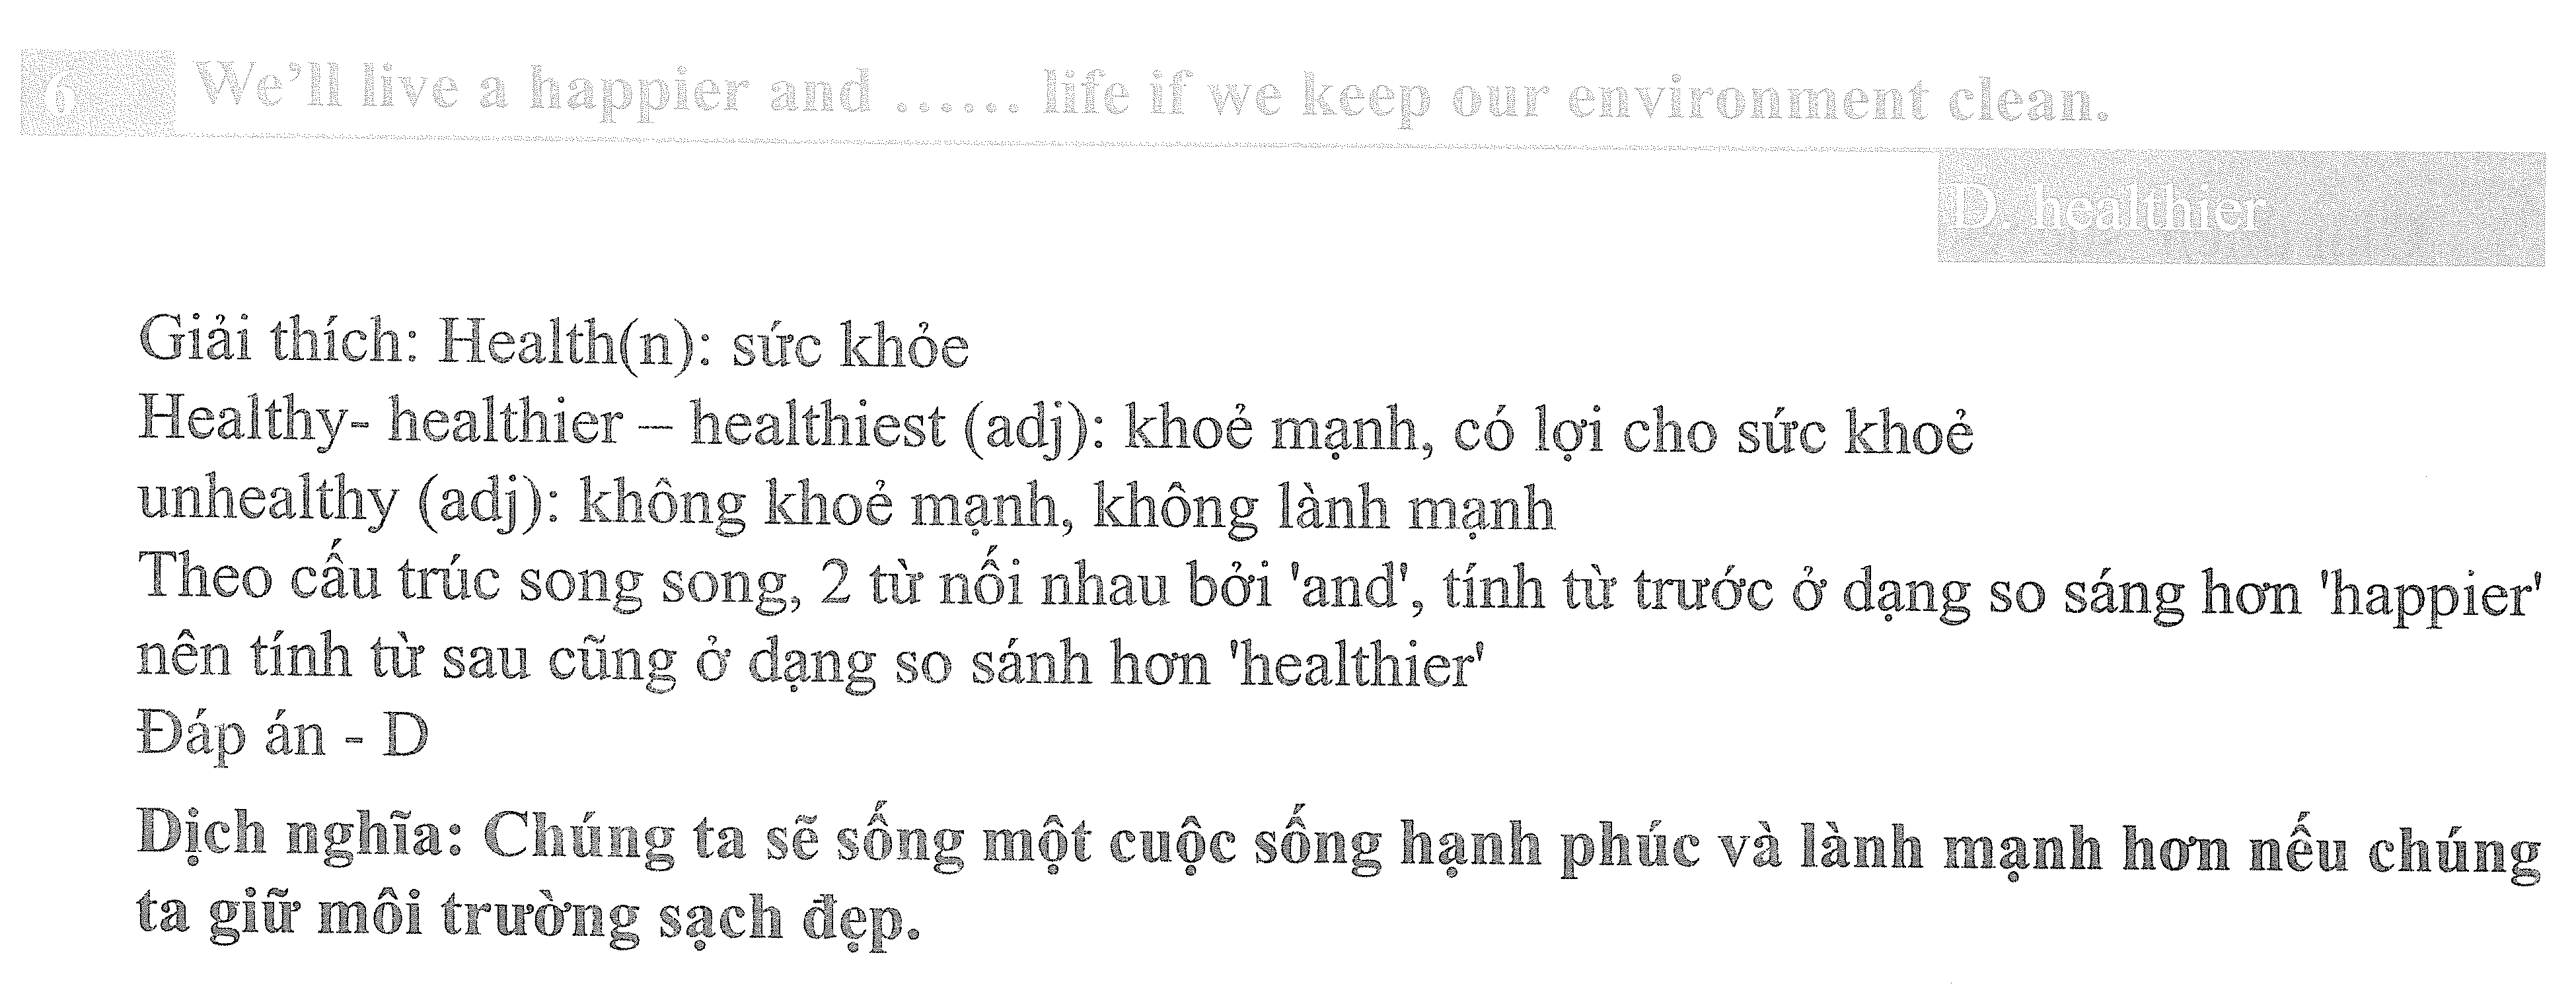 6 We’ll live a happier and …… life if we keep our environment clean.
D. healthier
Giải thích: Health(n): sức khỏe
Healthy- healthier – healthiest (adj): khoẻ mạnh, có lợi cho sức khoẻ
unhealthy (adj): không khoẻ mạnh, không lành mạnh
Theo cấu trúc song song, 2 từ nối nhau bởi 'and', tính từ trước ở dạng so sáng hơn 'happier'
nên tính từ sau cũng ở dạng so sánh hơn 'healthier'
Đáp án - D
Dịch nghĩa: Chúng ta sẽ sống một cuộc sống hạnh phúc và lành mạnh hơn nếu chúng
ta giữ môi trường sạch đẹp.